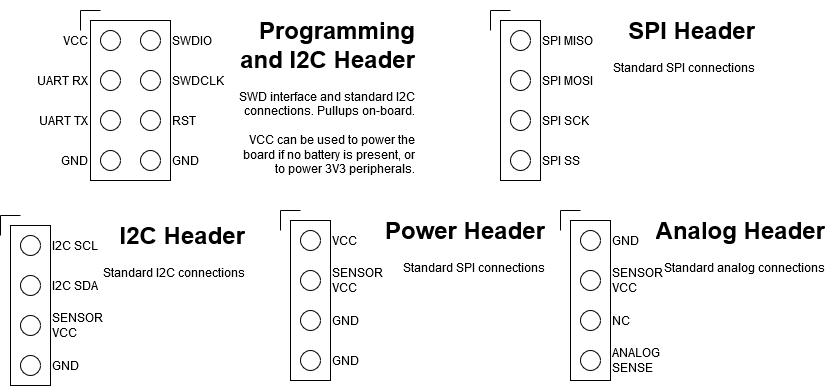 Programming
and I2C Header
VCC
SWDIO
UART RX
SWDCLK
UART TX
RST
GND
GND
SWD interface and standard I2C
connections. Pullups on-board.
VCC can be used to power the
board if no battery is present, or
to power 3V3 peripherals.
SPI Header
SPI MISO
SPI MOSI
SPI SCK
SPI SS
Standard SPI connections
I2C Header
I2C SCL
I2C SDA
SENSOR
VCC
GND
Standard I2C connections
Power Header
VCC
SENSOR
VCC
GND
GND
Standard SPI connections
Analog Header
GND
SENSOR
VCC
NC
ANALOG
SENSE
Standard analog connections